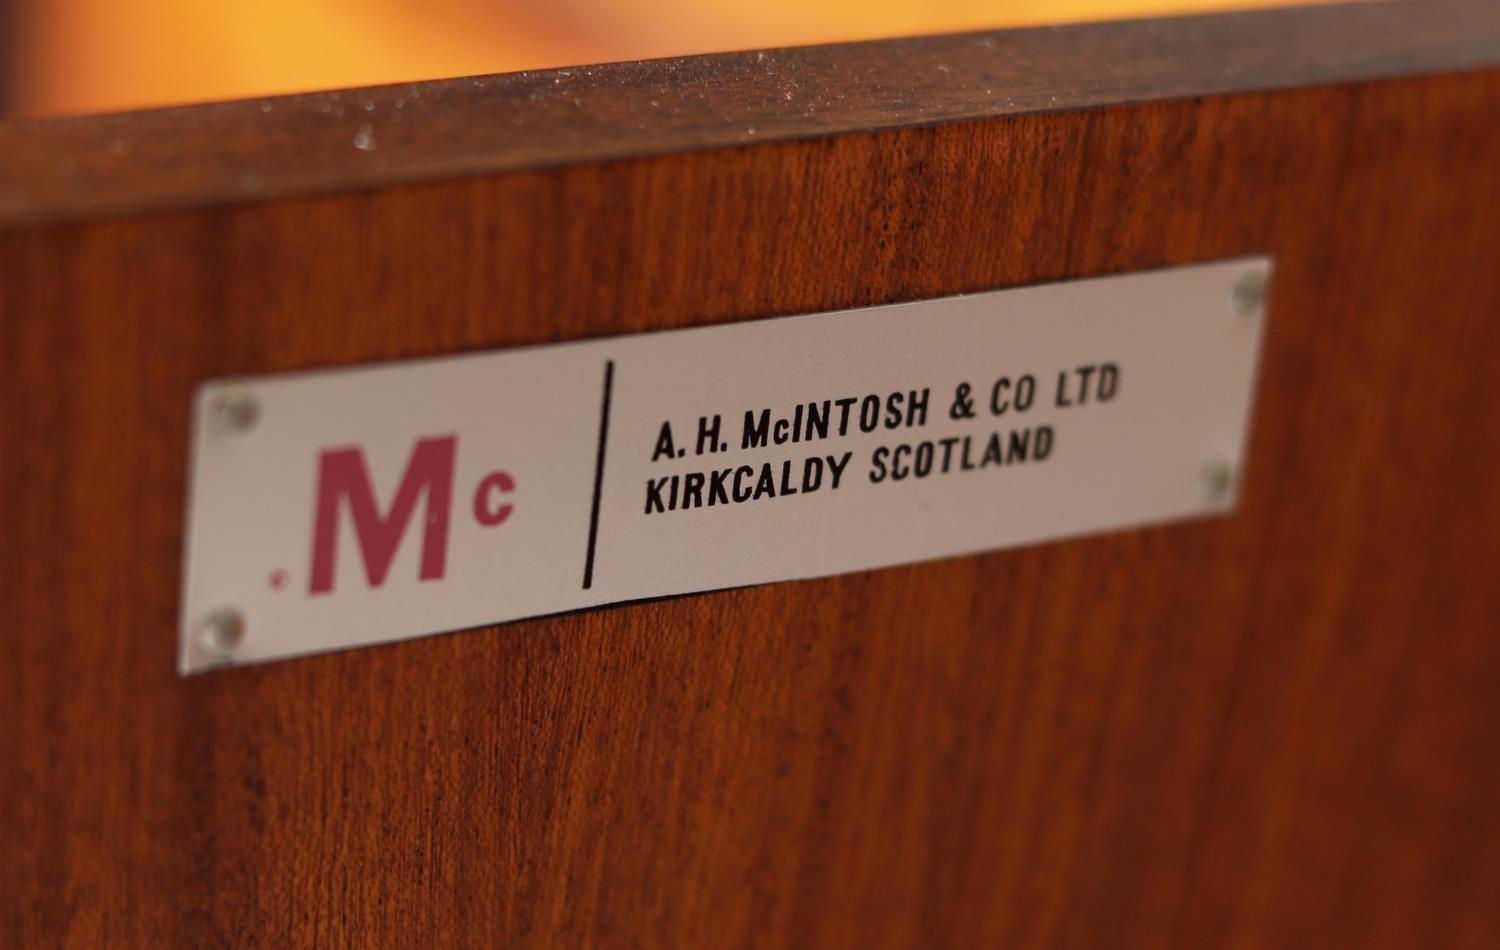 Mc
A. H. McINTOSH & CO LTD
KIRKCALDY SCOTLAND